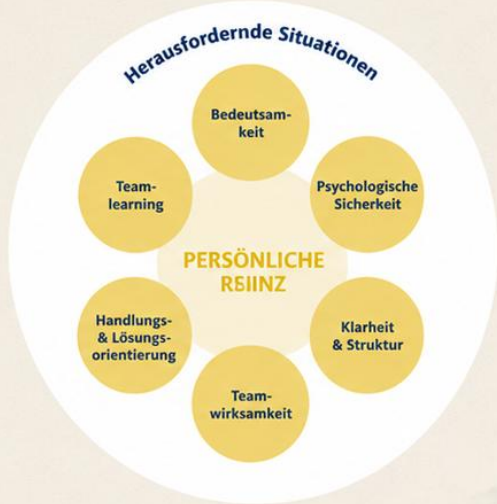 Herausfordernde Situationen
Bedeutsam-
keit
Psychologische
Sicherheit
Klarheit
& Struktur
Team-
wirksamkeit
Handlungs-
& Lösungs-
orientierung
Team-
learning
PERSÖNLICHE